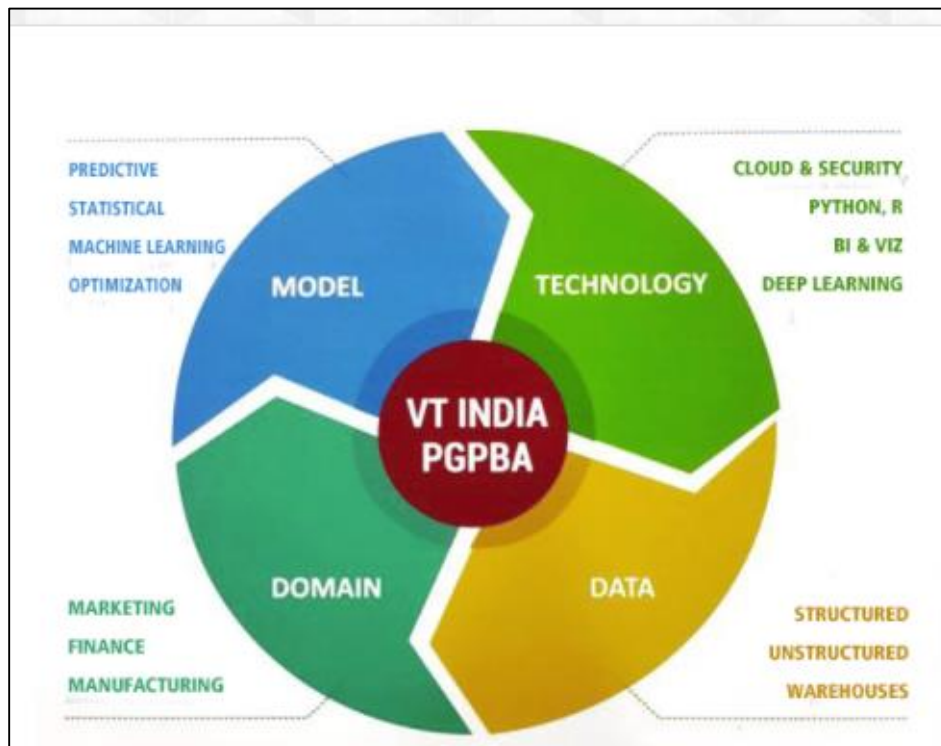 PREDICTIVE
STATISTICAL
MACHINE LEARNING
OPTIMIZATION
MODEL
TECHNOLOGY
CLOUD & SECURITY
PYTHON, R
BI & VIZ
DEEP LEARNING
VT INDIA
PGPBA
DOMAIN
DATA
MARKETING
FINANCE
MANUFACTURING
STRUCTURED
UNSTRUCTURED
WAREHOUSES